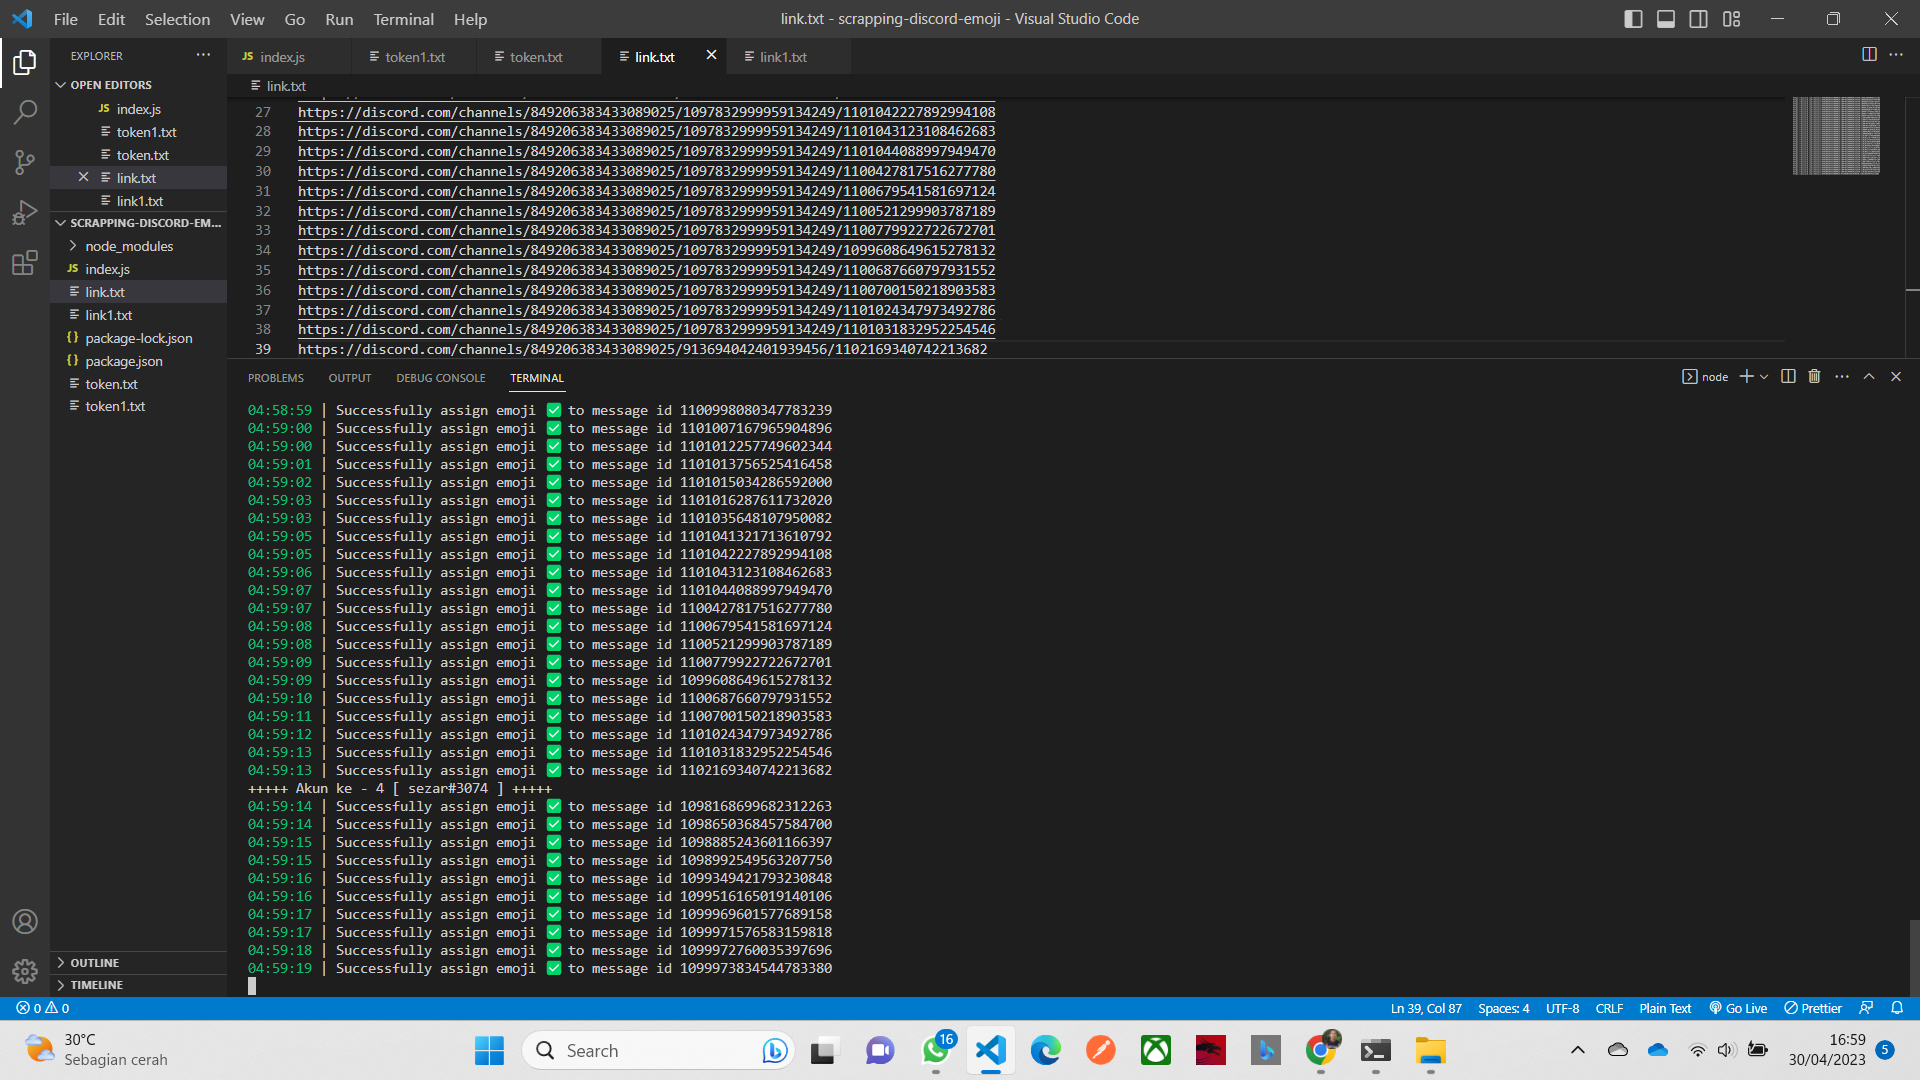 File Edit Selection View Go Run Terminal Help
link.txt - scrapping-discord-emoji - Visual Studio Code
EXPLORER
OPEN EDITORS
JS index.js
token1.txt
token.txt
link.txt
link1.txt
SCRAPPING-DISCORD-EM...
node_modules
JS index.js
link.txt
link1.txt
{} package-lock.json
{} package.json
token.txt
token1.txt
OUTLINE
TIMELINE
JS index.js token1.txt token.txt link.txt link1.txt
link.txt
27 https://discord.com/channels/849206383433089025/1097832999959134249/1101042227892994108
28 https://discord.com/channels/849206383433089025/1097832999959134249/1101043123108462683
29 https://discord.com/channels/849206383433089025/1097832999959134249/1101044088997949470
30 https://discord.com/channels/849206383433089025/1097832999959134249/1100427817516277780
31 https://discord.com/channels/849206383433089025/1097832999959134249/1100679541581697124
32 https://discord.com/channels/849206383433089025/1097832999959134249/1100521299903787189
33 https://discord.com/channels/849206383433089025/1097832999959134249/1100779922722672701
34 https://discord.com/channels/849206383433089025/1097832999959134249/1099608649615278132
35 https://discord.com/channels/849206383433089025/1097832999959134249/1100687660797931552
36 https://discord.com/channels/849206383433089025/1097832999959134249/1100700150218903583
37 https://discord.com/channels/849206383433089025/1097832999959134249/1101024347973492786
38 https://discord.com/channels/849206383433089025/1097832999959134249/1101031832952254546
39 https://discord.com/channels/849206383433089025/913694042401939456/1102169340742213682
PROBLEMS OUTPUT DEBUG CONSOLE TERMINAL
node
04:58:59 | Successfully assign emoji ✅ to message id 1100998080347783239
04:59:00 | Successfully assign emoji ✅ to message id 1101007167965904896
04:59:00 | Successfully assign emoji ✅ to message id 1101012257749602344
04:59:01 | Successfully assign emoji ✅ to message id 1101013756525416458
04:59:02 | Successfully assign emoji ✅ to message id 1101015034286592000
04:59:03 | Successfully assign emoji ✅ to message id 1101016287611732020
04:59:03 | Successfully assign emoji ✅ to message id 1101035648107950082
04:59:05 | Successfully assign emoji ✅ to message id 1101041321713610792
04:59:05 | Successfully assign emoji ✅ to message id 1101042227892994108
04:59:06 | Successfully assign emoji ✅ to message id 1101043123108462683
04:59:07 | Successfully assign emoji ✅ to message id 1101044088997949470
04:59:07 | Successfully assign emoji ✅ to message id 1100427817516277780
04:59:08 | Successfully assign emoji ✅ to message id 1100679541581697124
04:59:08 | Successfully assign emoji ✅ to message id 1100521299903787189
04:59:09 | Successfully assign emoji ✅ to message id 1100779922722672701
04:59:09 | Successfully assign emoji ✅ to message id 1099608649615278132
04:59:10 | Successfully assign emoji ✅ to message id 1100687660797931552
04:59:11 | Successfully assign emoji ✅ to message id 1100700150218903583
04:59:12 | Successfully assign emoji ✅ to message id 1101024347973492786
04:59:13 | Successfully assign emoji ✅ to message id 1101031832952254546
04:59:13 | Successfully assign emoji ✅ to message id 1102169340742213682
+++++ Akun ke - 4 [ sezar#3074 ] +++++
04:59:14 | Successfully assign emoji ✅ to message id 1098168699682312263
04:59:14 | Successfully assign emoji ✅ to message id 1098650368457584700
04:59:15 | Successfully assign emoji ✅ to message id 1098885243601166397
04:59:15 | Successfully assign emoji ✅ to message id 1098992549563207750
04:59:16 | Successfully assign emoji ✅ to message id 1099349421793230848
04:59:16 | Successfully assign emoji ✅ to message id 1099516165019140106
04:59:17 | Successfully assign emoji ✅ to message id 1099969601577689158
04:59:17 | Successfully assign emoji ✅ to message id 1099971576583159818
04:59:18 | Successfully assign emoji ✅ to message id 1099972760035397696
04:59:19 | Successfully assign emoji ✅ to message id 1099973834544783380
0 0
Ln 39, Col 87 Spaces: 4 UTF-8 CRLF Plain Text Go Live Prettier
30°C
Sebagian cerah
Search
16
16:59
30/04/2023
5